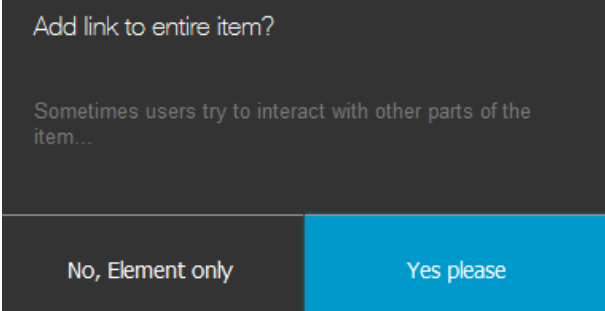 Add link to entire item?
Sometimes users try to interact with other parts of the
item...
No, Element only
Yes please